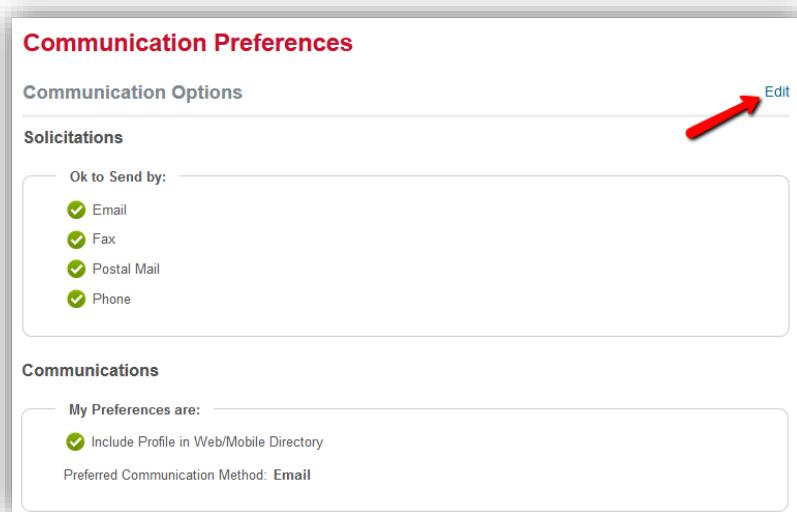 Communication Preferences
Communication Options Edit
Solicitations
Ok to Send by:
Email
Fax
Postal Mail
Phone
Communications
My Preferences are:
Include Profile in Web/Mobile Directory
Preferred Communication Method: Email